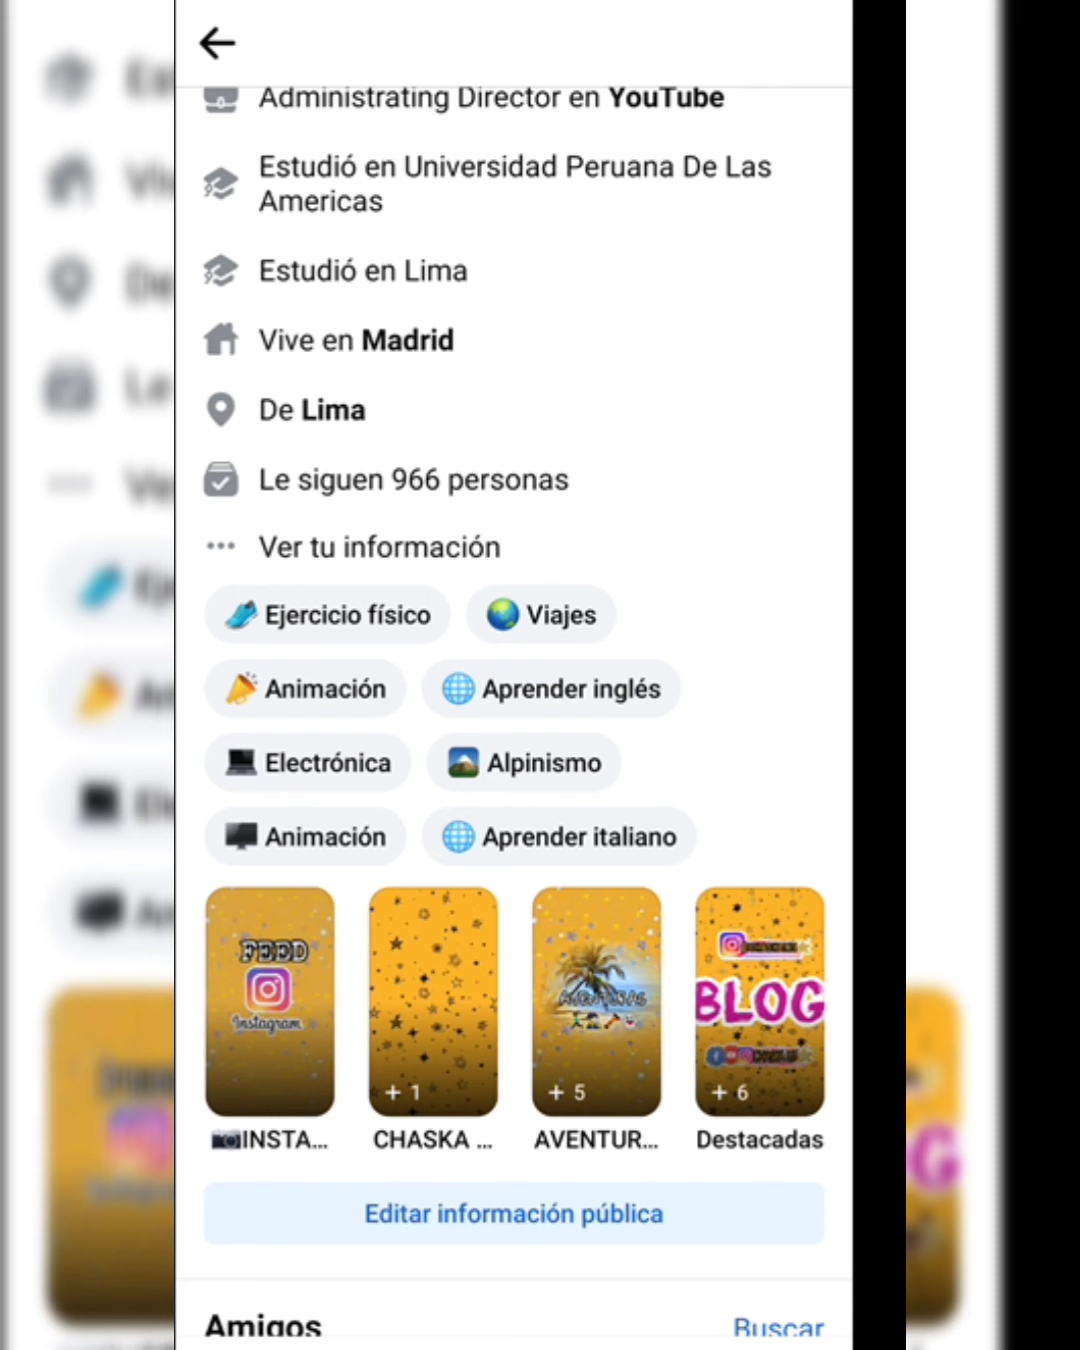 Administrating Director en YouTube
Estudió en Universidad Peruana De Las
Americas
Estudió en Lima
Vive en Madrid
De Lima
Le siguen 966 personas
Ver tu información
Ejercicio físico
Viajes
Animación
Aprender inglés
Electrónica
Alpinismo
Animación
Aprender italiano
FEED
Instagram
+ 1
AVENTURAS
+ 5
BLOG
+ 6
INSTA...
CHASKA ...
AVENTUR...
Destacadas
Editar información pública
Amigos
Buscar